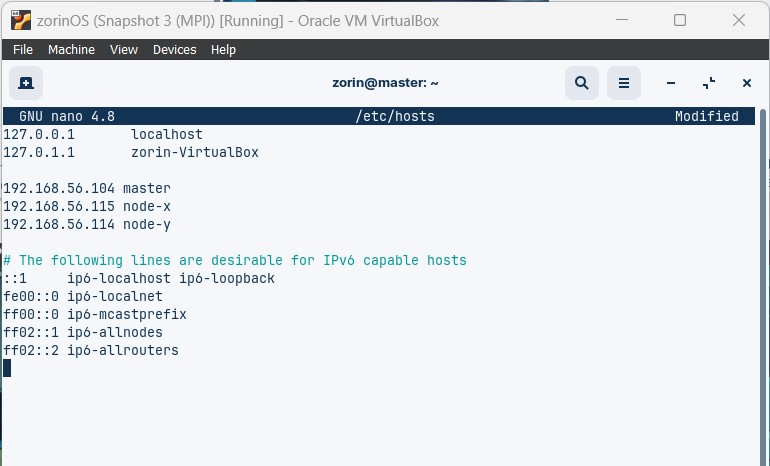 zorinOS (Snapshot 3 (MPI)) [Running] - Oracle VM VirtualBox
File Machine View Devices Help
zorin@master: ~
GNU nano 4.8 /etc/hosts Modified
127.0.0.1 localhost
127.0.1.1 zorin-VirtualBox
192.168.56.104 master
192.168.56.115 node-x
192.168.56.114 node-y
# The following lines are desirable for IPv6 capable hosts
::1 ip6-localhost ip6-loopback
fe00::0 ip6-localnet
ff00::0 ip6-mcastprefix
ff02::1 ip6-allnodes
ff02::2 ip6-allrouters